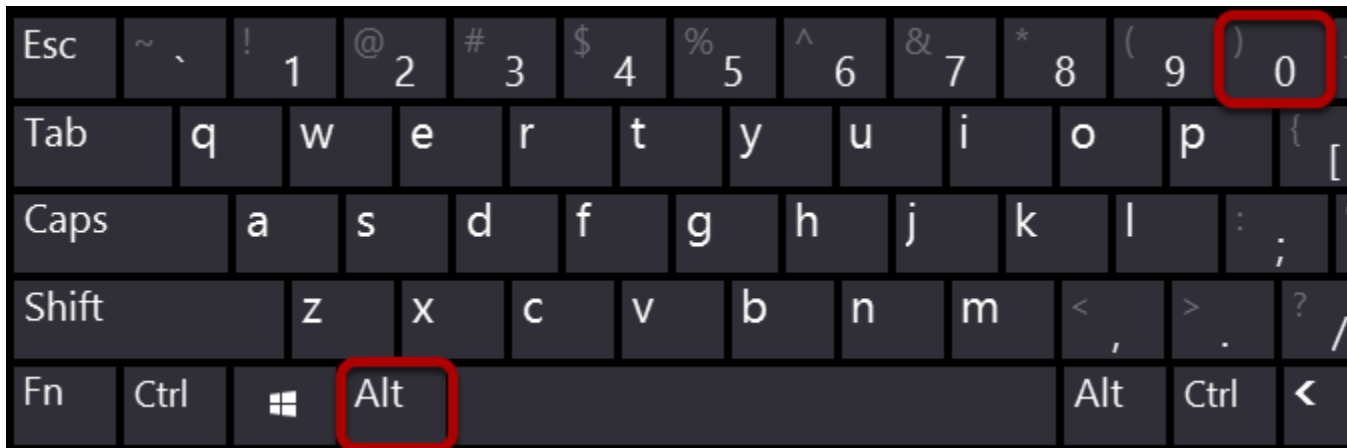 Esc ~ ` ! 1 @ 2 # 3 $ 4 % 5 ^ 6 & 7 * 8 ( 9 ) 0
Tab q w e r t y u i o p { [
Caps a s d f g h j k l : ;
Shift z x c v b n m < , > . ? /
Fn Ctrl Alt Alt Ctrl <